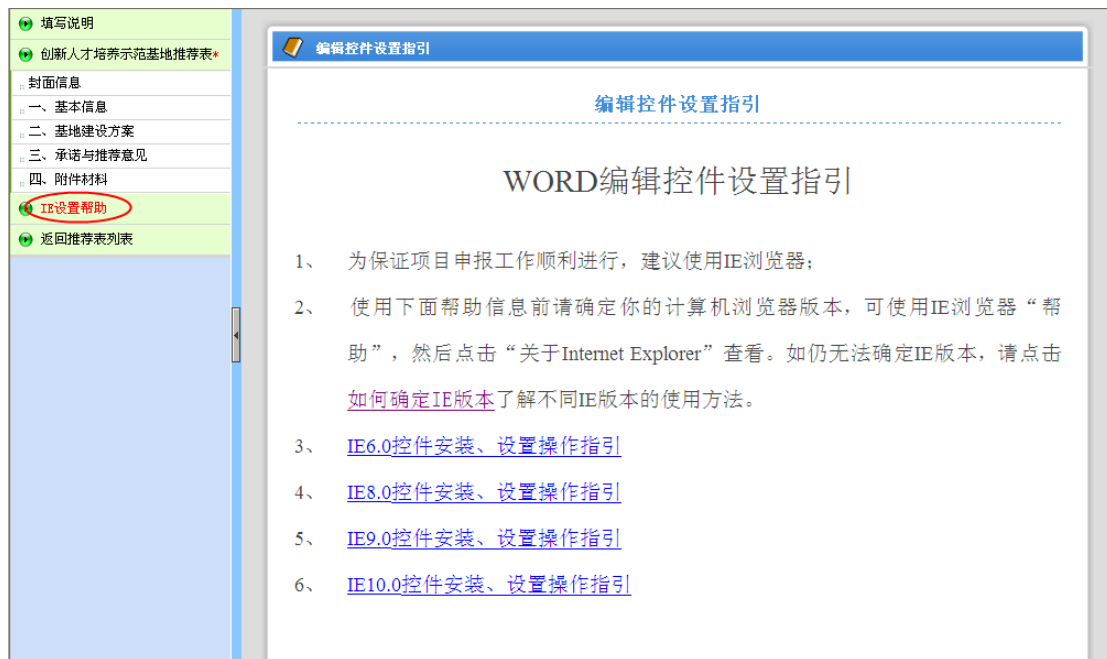 填写说明
创新人才培养示范基地推荐表*
封面信息
一、基本信息
二、基地建设方案
三、承诺与推荐意见
四、附件材料
IE设置帮助
返回推荐表列表
编辑控件设置指引
编辑控件设置指引
WORD编辑控件设置指引
1、 为保证项目申报工作顺利进行，建议使用IE浏览器；
2、 使用下面帮助信息前请确定你的计算机浏览器版本，可使用IE浏览器“帮
助”，然后点击“关于Internet Explorer”查看。如仍无法确定IE版本，请点击
如何确定IE版本了解不同IE版本的使用方法。
3、 IE6.0控件安装、设置操作指引
4、 IE8.0控件安装、设置操作指引
5、 IE9.0控件安装、设置操作指引
6、 IE10.0控件安装、设置操作指引